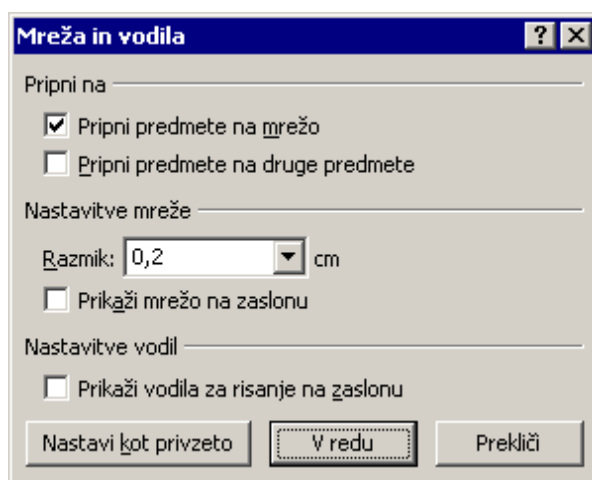 Mreža in vodila
Pripni na
Pripni predmete na mrežo
Pripni predmete na druge predmete
Nastavitve mreže
Razmik: 0,2 cm
Prikaži mrežo na zaslonu
Nastavitve vodil
Prikaži vodila za risanje na zaslonu
Nastavi kot privzeto V redu Prekliči